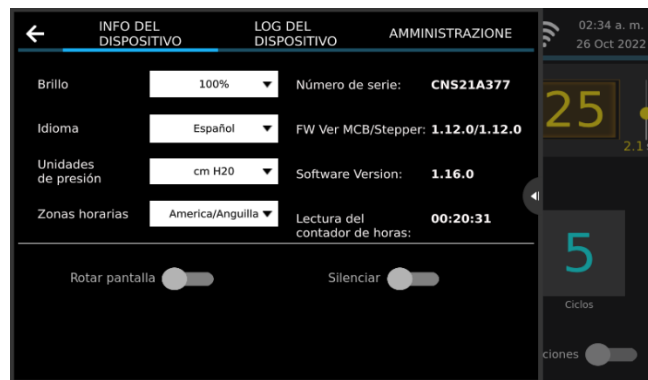 INFO DEL
DISPOSITIVO
LOG DEL
DISPOSITIVO
AMMINISTRAZIONE
02:34 a. m.
26 Oct 2022
Brillo
100%
Número de serie:
CNS21A377
Idioma
Español
FW Ver MCB/Stepper:
1.12.0/1.12.0
Unidades
de presión
cm H20
Software Version:
1.16.0
Zonas horarias
America/Anguilla
Lectura del
contador de horas:
00:20:31
Rotar pantalla
Silenciar
25
2.1
5
Ciclos
ciones